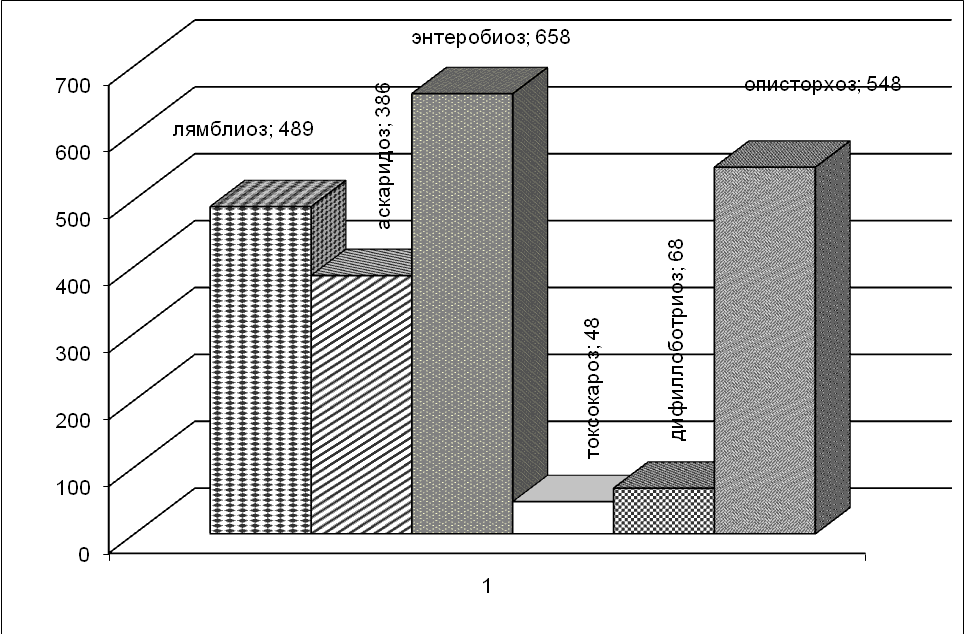 энтеробиоз; 658
700
аскаридоз; 386
описторхоз; 548
лямблиоз; 489
600
500
400
300
дифиллоботриоз; 68
токсокароз; 48
200
100
0
1